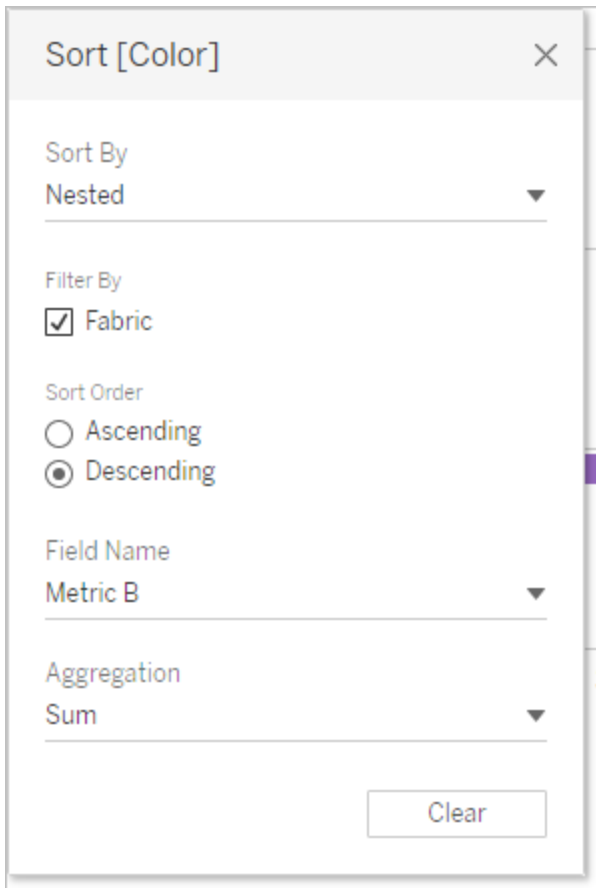 Sort [Color]
Sort By
Nested
Filter By
Fabric
Sort Order
Ascending
Descending
Field Name
Metric B
Aggregation
Sum
Clear